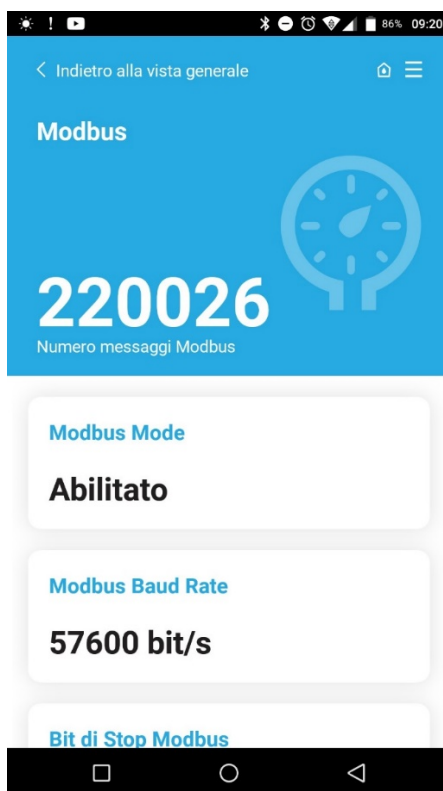 86% 09:20
Indietro alla vista generale
Modbus
220026
Numero messaggi Modbus
Modbus Mode
Abilitato
Modbus Baud Rate
57600 bit/s
Bit di Stop Modbus